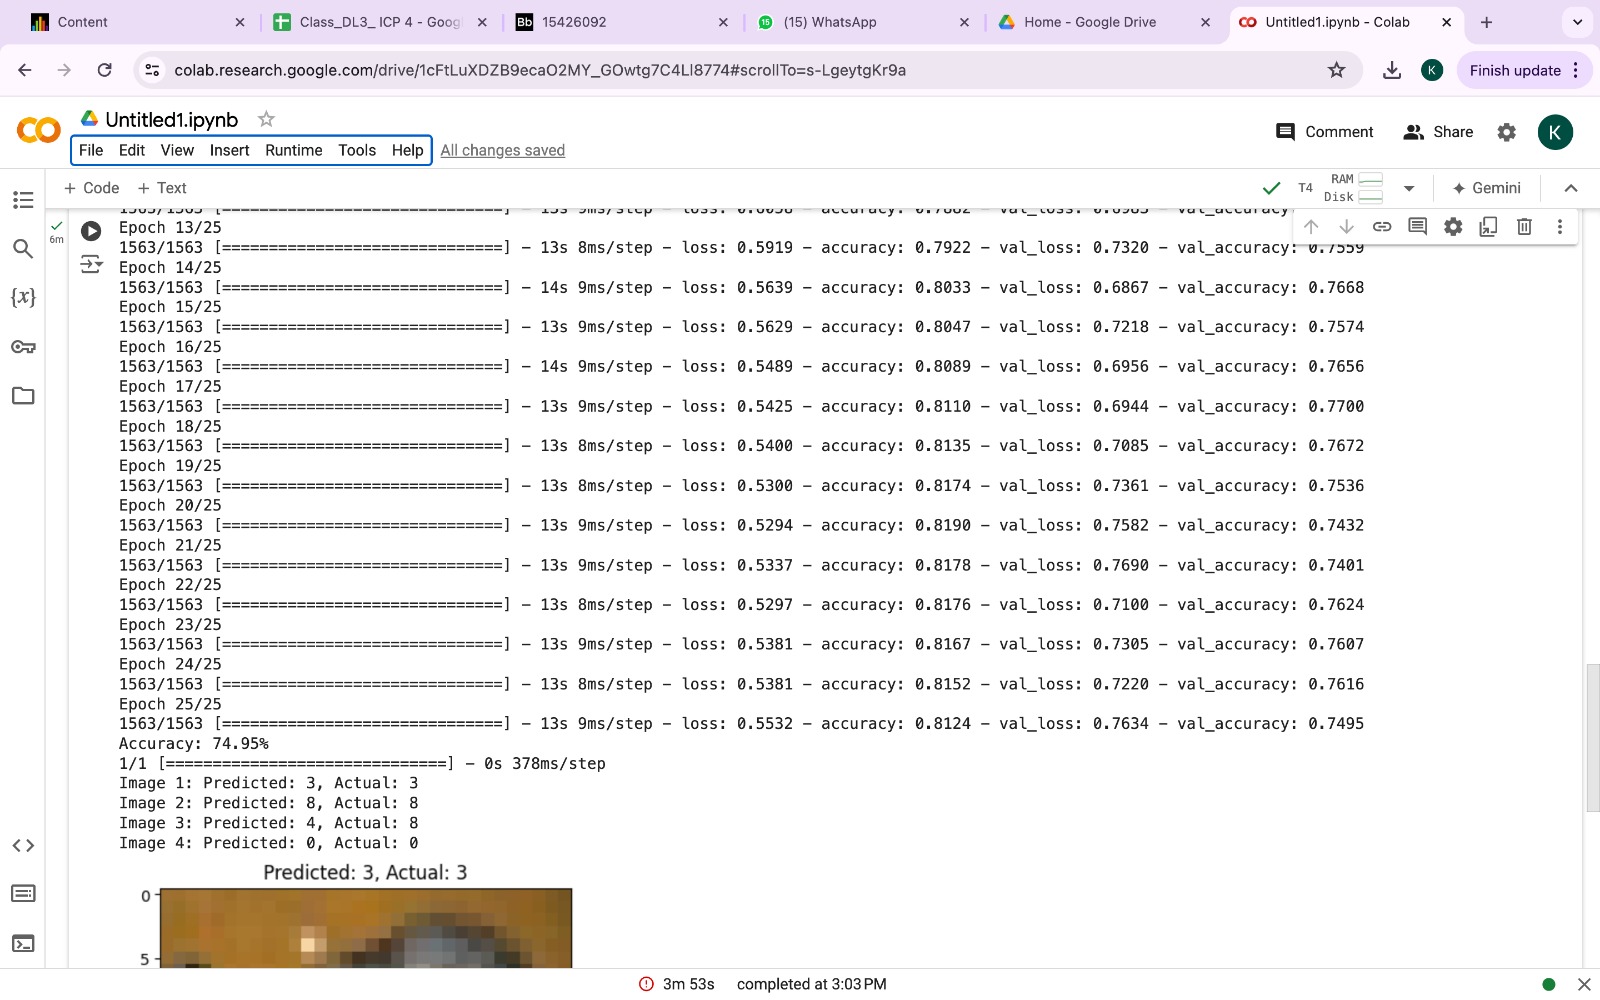 Content
Class_DL3_ ICP 4 - Goog
Bb 15426092
15 (15) WhatsApp
Home - Google Drive
Untitled1.ipynb - Colab
colab.research.google.com/drive/1cFtLuXDZB9ecaO2MY_GOwtg7C4Ll8774#scrollTo=s-LgeytgKr9a
K
Finish update
Untitled1.ipynb
Comment
Share
K
File Edit View Insert Runtime Tools Help All changes saved
+ Code + Text
T4 RAM
Disk
Gemini
6m
1563/1563 [==============================] - 13s 8ms/step - loss: 0.6058 - accuracy: 0.7882 - val_loss: 0.6983 - val_accuracy
Epoch 13/25
1563/1563 [==============================] - 13s 8ms/step - loss: 0.5919 - accuracy: 0.7922 - val_loss: 0.7320 - val_accuracy: 0.7559
Epoch 14/25
1563/1563 [==============================] - 14s 9ms/step - loss: 0.5639 - accuracy: 0.8033 - val_loss: 0.6867 - val_accuracy: 0.7668
Epoch 15/25
1563/1563 [==============================] - 13s 9ms/step - loss: 0.5629 - accuracy: 0.8047 - val_loss: 0.7218 - val_accuracy: 0.7574
Epoch 16/25
1563/1563 [==============================] - 14s 9ms/step - loss: 0.5489 - accuracy: 0.8089 - val_loss: 0.6956 - val_accuracy: 0.7656
Epoch 17/25
1563/1563 [==============================] - 13s 9ms/step - loss: 0.5425 - accuracy: 0.8110 - val_loss: 0.6944 - val_accuracy: 0.7700
Epoch 18/25
1563/1563 [==============================] - 13s 8ms/step - loss: 0.5400 - accuracy: 0.8135 - val_loss: 0.7085 - val_accuracy: 0.7672
Epoch 19/25
1563/1563 [==============================] - 13s 8ms/step - loss: 0.5300 - accuracy: 0.8174 - val_loss: 0.7361 - val_accuracy: 0.7536
Epoch 20/25
1563/1563 [==============================] - 13s 9ms/step - loss: 0.5294 - accuracy: 0.8190 - val_loss: 0.7582 - val_accuracy: 0.7432
Epoch 21/25
1563/1563 [==============================] - 13s 9ms/step - loss: 0.5337 - accuracy: 0.8178 - val_loss: 0.7690 - val_accuracy: 0.7401
Epoch 22/25
1563/1563 [==============================] - 13s 8ms/step - loss: 0.5297 - accuracy: 0.8176 - val_loss: 0.7100 - val_accuracy: 0.7624
Epoch 23/25
1563/1563 [==============================] - 13s 9ms/step - loss: 0.5381 - accuracy: 0.8167 - val_loss: 0.7305 - val_accuracy: 0.7607
Epoch 24/25
1563/1563 [==============================] - 13s 8ms/step - loss: 0.5381 - accuracy: 0.8152 - val_loss: 0.7220 - val_accuracy: 0.7616
Epoch 25/25
1563/1563 [==============================] - 13s 9ms/step - loss: 0.5532 - accuracy: 0.8124 - val_loss: 0.7634 - val_accuracy: 0.7495
Accuracy: 74.95%
1/1 [==============================] - 0s 378ms/step
Image 1: Predicted: 3, Actual: 3
Image 2: Predicted: 8, Actual: 8
Image 3: Predicted: 4, Actual: 8
Image 4: Predicted: 0, Actual: 0
Predicted: 3, Actual: 3
0
5
3m 53s completed at 3:03 PM